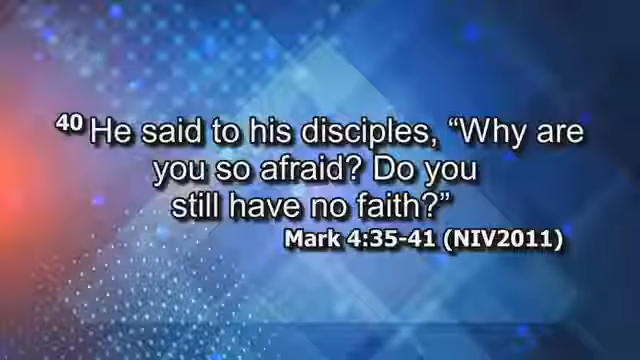 40 He said to his disciples, “Why are
you so afraid? Do you
still have no faith?”
Mark 4:35-41 (NIV2011)